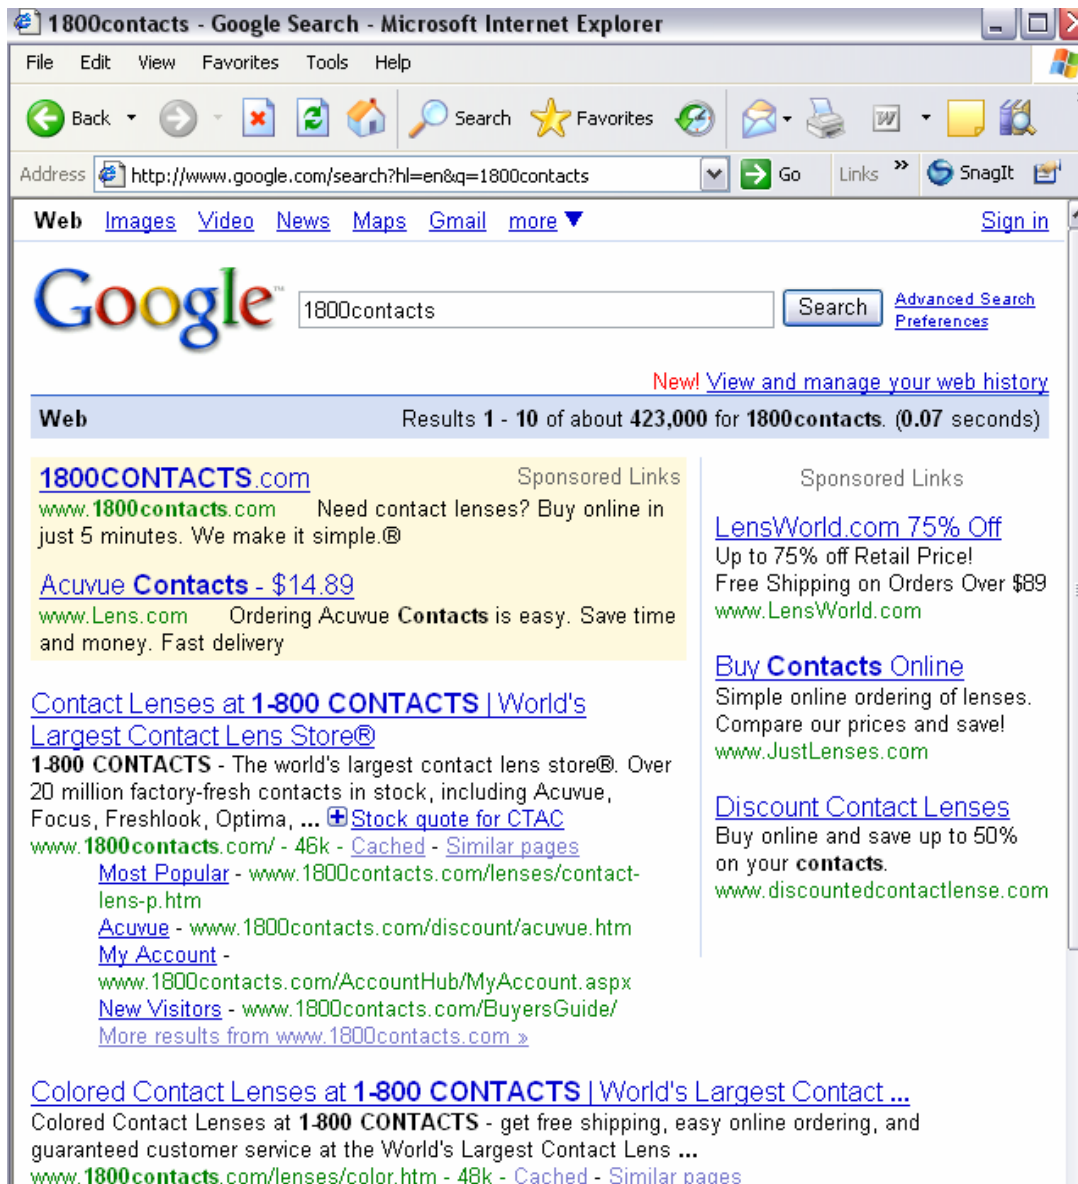 1800contacts - Google Search - Microsoft Internet Explorer
File Edit View Favorites Tools Help
Back Search Favorites
Address http://www.google.com/search?hl=en&q=1800contacts Go Links » SnagIt
Web Images Video News Maps Gmail more ▼ Sign in
Google™ 1800contacts Search Advanced Search
Preferences
New! View and manage your web history
Web Results 1 - 10 of about 423,000 for 1800contacts. (0.07 seconds)
1800CONTACTS.com Sponsored Links
www.1800contacts.com Need contact lenses? Buy online in
just 5 minutes. We make it simple.®
Acuvue Contacts - $14.89
www.Lens.com Ordering Acuvue Contacts is easy. Save time
and money. Fast delivery
Sponsored Links
LensWorld.com 75% Off
Up to 75% off Retail Price!
Free Shipping on Orders Over $89
www.LensWorld.com
Buy Contacts Online
Simple online ordering of lenses.
Compare our prices and save!
www.JustLenses.com
Discount Contact Lenses
Buy online and save up to 50%
on your contacts.
www.discountedcontactlense.com
Contact Lenses at 1-800 CONTACTS | World's
Largest Contact Lens Store®
1-800 CONTACTS - The world's largest contact lens store®. Over
20 million factory-fresh contacts in stock, including Acuvue,
Focus, Freshlook, Optima, ... Stock quote for CTAC
www.1800contacts.com/ - 46k - Cached - Similar pages
Most Popular - www.1800contacts.com/lenses/contact-
lens-p.htm
Acuvue - www.1800contacts.com/discount/acuvue.htm
My Account -
www.1800contacts.com/AccountHub/MyAccount.aspx
New Visitors - www.1800contacts.com/BuyersGuide/
More results from www.1800contacts.com »
Colored Contact Lenses at 1-800 CONTACTS | World's Largest Contact ...
Colored Contact Lenses at 1-800 CONTACTS - get free shipping, easy online ordering, and
guaranteed customer service at the World's Largest Contact Lens ...
www.1800contacts.com/lenses/color.htm - 48k - Cached - Similar pages